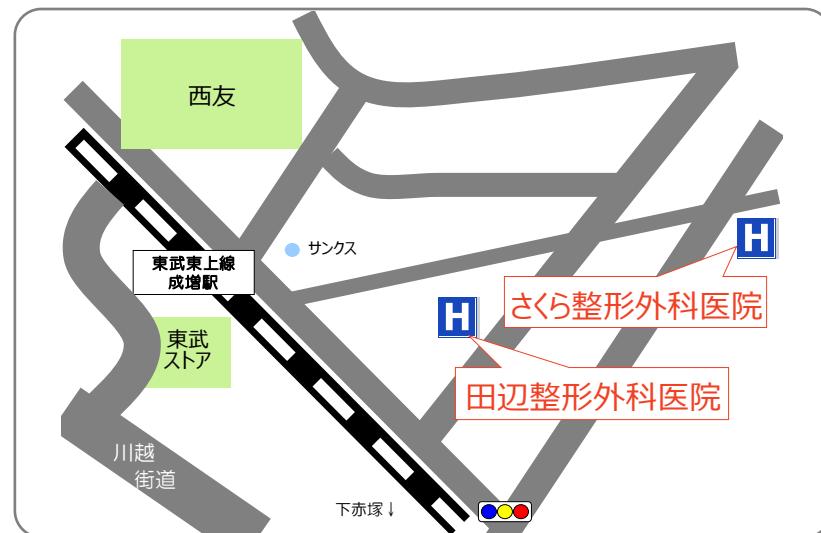 西友
サンクス
東武東上線
成増駅
H
さくら整形外科医院
H
東武
ストア
田辺整形外科医院
川越
街道
下赤塚↓